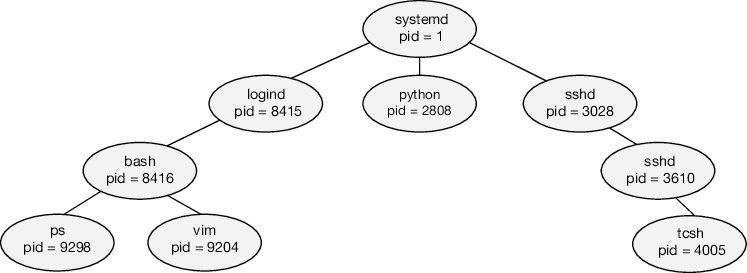 systemd
pid = 1
logind
pid = 8415
python
pid = 2808
sshd
pid = 3028
bash
pid = 8416
sshd
pid = 3610
ps
pid = 9298
vim
pid = 9204
tcsh
pid = 4005